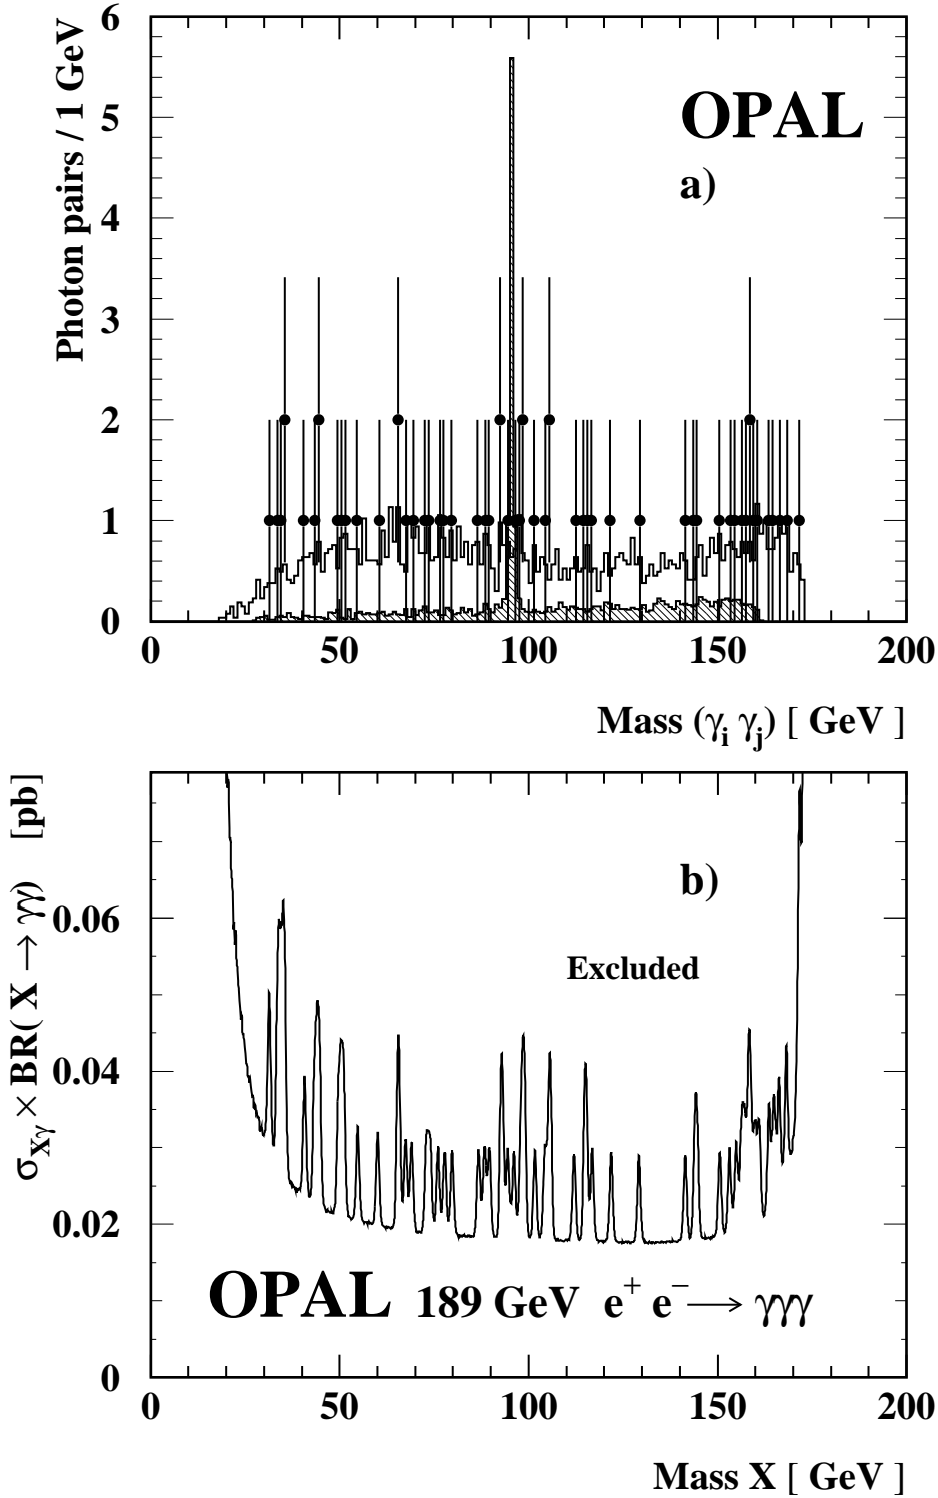 Photon pairs / 1 GeV
6
5
4
3
2
1
0
OPAL
a)
0 50 100 150 200
Mass (γi γj) [ GeV ]
σXγ × BR( X → γγ) [pb]
0.06
0.04
0.02
0
b)
Excluded
OPAL 189 GeV e+ e− → γγγ
0 50 100 150 200
Mass X [ GeV ]